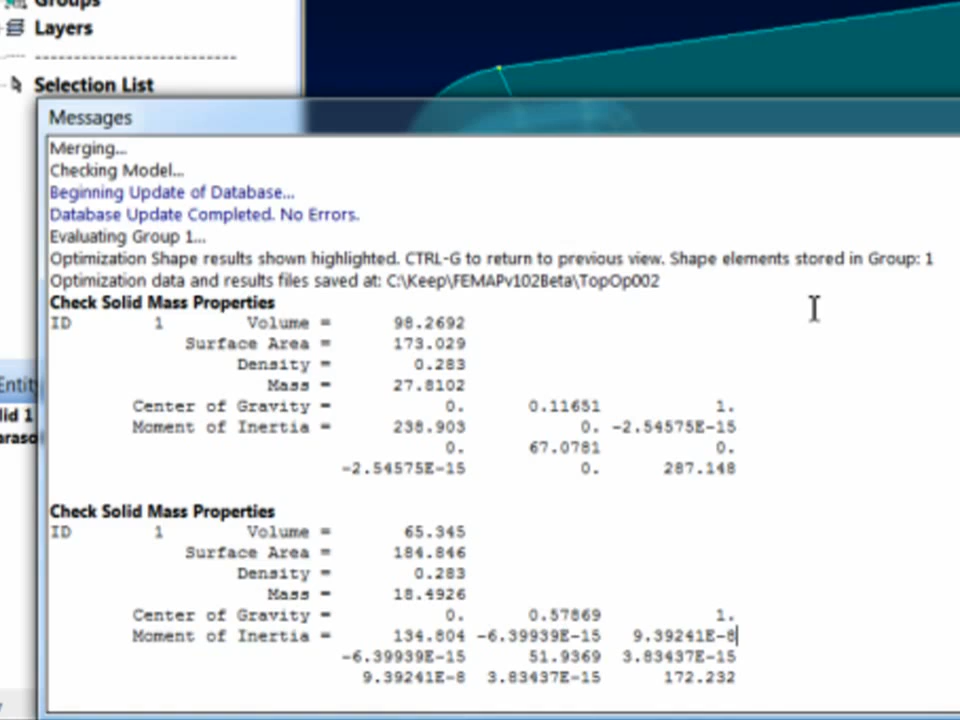 Groups
Layers
Selection List
Messages
Merging...
Checking Model...
Beginning Update of Database...
Database Update Completed. No Errors.
Evaluating Group 1...
Optimization Shape results shown highlighted. CTRL-G to return to previous view. Shape elements stored in Group: 1
Optimization data and results files saved at: C:\Keep\FEMAPv102Beta\TopOp002
Check Solid Mass Properties
ID 1 Volume = 98.2692
Surface Area = 173.029
Density = 0.283
Mass = 27.8102
Center of Gravity = 0. 0.11651 1.
Moment of Inertia = 238.903 0. -2.54575E-15
0. 67.0781 0.
-2.54575E-15 0. 287.148
Check Solid Mass Properties
ID 1 Volume = 65.345
Surface Area = 184.846
Density = 0.283
Mass = 18.4926
Center of Gravity = 0. 0.57869 1.
Moment of Inertia = 134.804 -6.39939E-15 9.39241E-8
-6.39939E-15 51.9369 3.83437E-15
9.39241E-8 3.83437E-15 172.232